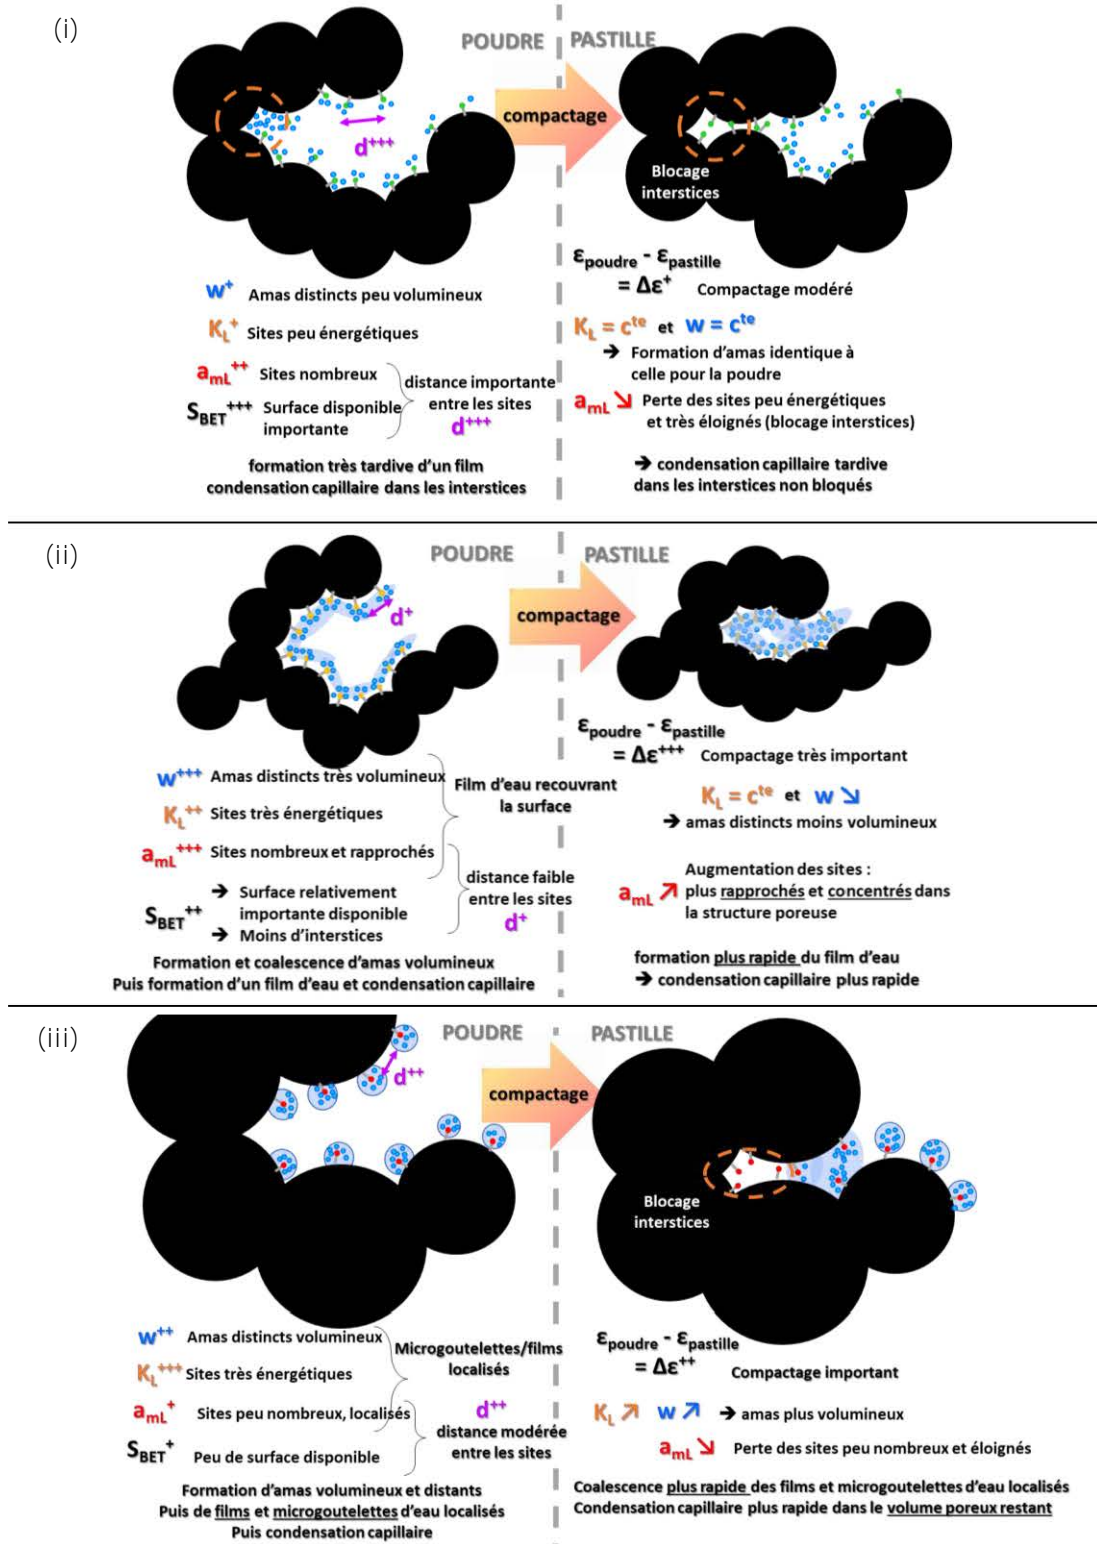 (i)
POUDRE
PASTILLE
compactage
d+++
Blocage
interstices
w+ Amas distincts peu volumineux
KL+ Sites peu énergétiques
amL++ Sites nombreux
SBET+++ Surface disponible
importante
distance importante
entre les sites
d+++
formation très tardive d'un film
condensation capillaire dans les interstices
εpoudre - εpastille
= Δε+ Compactage modéré
KL = cte et w = cte
➔ Formation d'amas identique à
celle pour la poudre
amL ↘ Perte des sites peu énergétiques
et très éloignés (blocage interstices)
➔ condensation capillaire tardive
dans les interstices non bloqués
(ii)
POUDRE
PASTILLE
compactage
d+
w+++ Amas distincts très volumineux
KL++ Sites très énergétiques
Film d'eau recouvrant
la surface
amL+++ Sites nombreux et rapprochés
SBET++ ➔ Surface relativement
importante disponible
➔ Moins d'interstices
distance faible
entre les sites
d+
Formation et coalescence d'amas volumineux
Puis formation d'un film d'eau et condensation capillaire
εpoudre - εpastille
= Δε+++ Compactage très important
KL = cte et w ↘
➔ amas distincts moins volumineux
amL ↗ Augmentation des sites :
plus rapprochés et concentrés dans
la structure poreuse
formation plus rapide du film d'eau
➔ condensation capillaire plus rapide
(iii)
POUDRE
PASTILLE
compactage
d++
Blocage
interstices
w++ Amas distincts volumineux
KL+++ Sites très énergétiques
Microgoutelettes/films
localisés
amL+ Sites peu nombreux, localisés
SBET+ Peu de surface disponible
d++
distance modérée
entre les sites
Formation d'amas volumineux et distants
Puis de films et microgoutelettes d'eau localisés
Puis condensation capillaire
εpoudre - εpastille
= Δε++ Compactage important
KL ↗ w ↗ ➔ amas plus volumineux
amL ↘ Perte des sites peu nombreux et éloignés
Coalescence plus rapide des films et microgoutelettes d'eau localisés
Condensation capillaire plus rapide dans le volume poreux restant